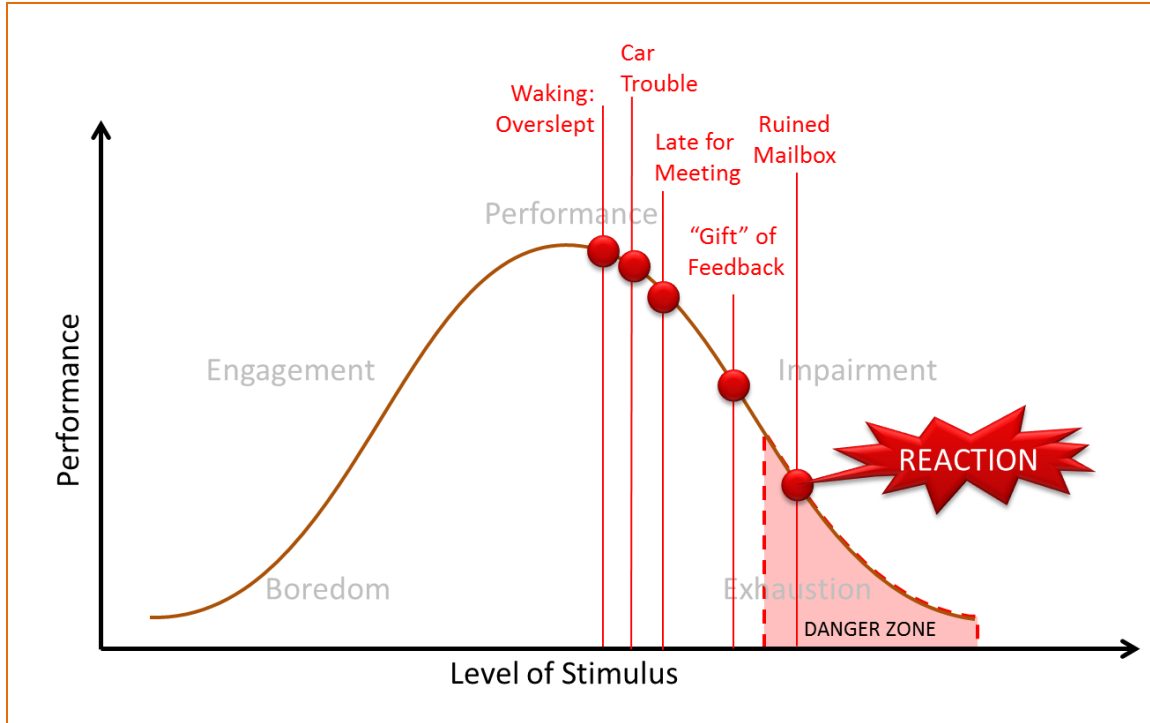 Car
Trouble
Waking:
Overslept
Ruined
Mailbox
Late for
Meeting
Performance
“Gift” of
Feedback
Engagement
Impairment
Performance
REACTION
Boredom
Exhaustion
DANGER ZONE
Level of Stimulus